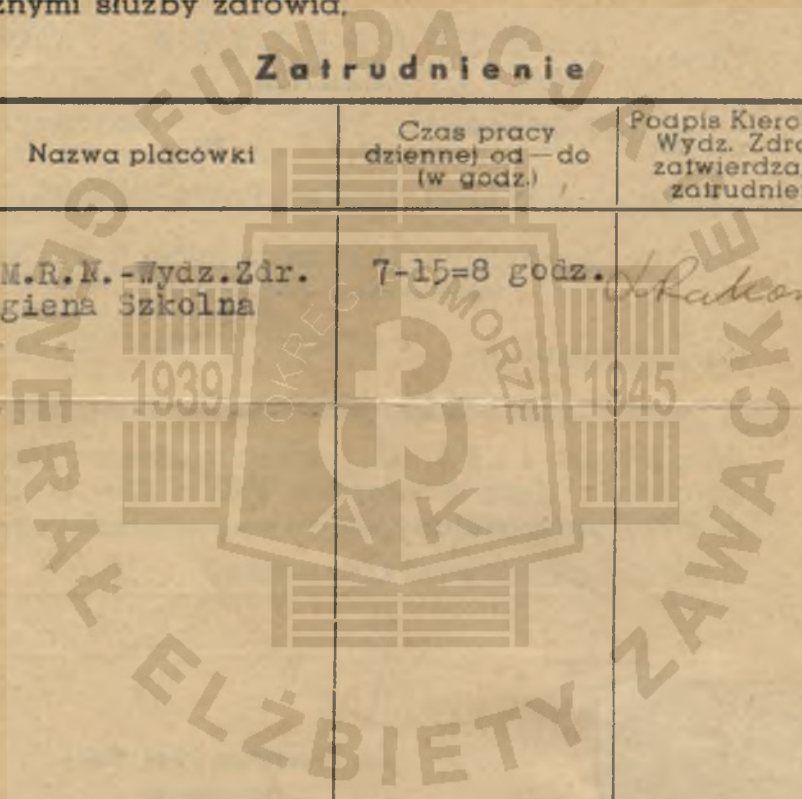 znymi służby zdrowia.
Zatrudnienie
Nazwa placówki
Czas pracy
dziennej od — do
(w godz.)
Podpis Kiero
Wydz. Zdro
zatwierdza
zatrudnie
M.R.N.-Wydz.Zdr.
giena Szkolna
7-15=8 godz.
FUNDACJA
GENERAŁ ELŻBIETY ZAWACKIE
OKRĘG POMORZE
1939
1945
AK